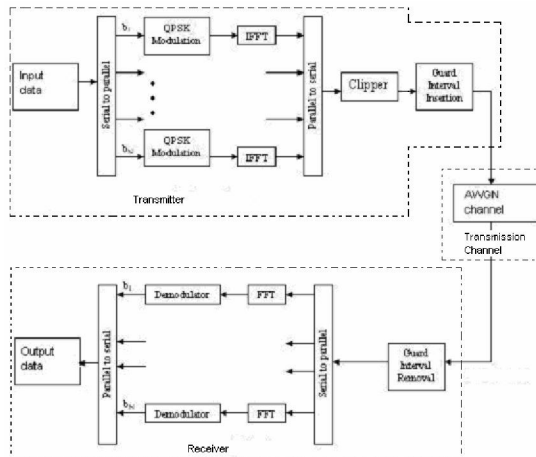 Input
data
Serial to parallel
b1
QPSK
Modulation
IFFT
bN
QPSK
Modulation
IFFT
Parallel to serial
Clipper
Guard
Interval
Insertion
Transmitter
AWGN
channel
Transmission
Channel
Output
data
Parallel to serial
b1
Demodulator
FFT
bN
Demodulator
FFT
Serial to parallel
Guard
Interval
Removal
Receiver